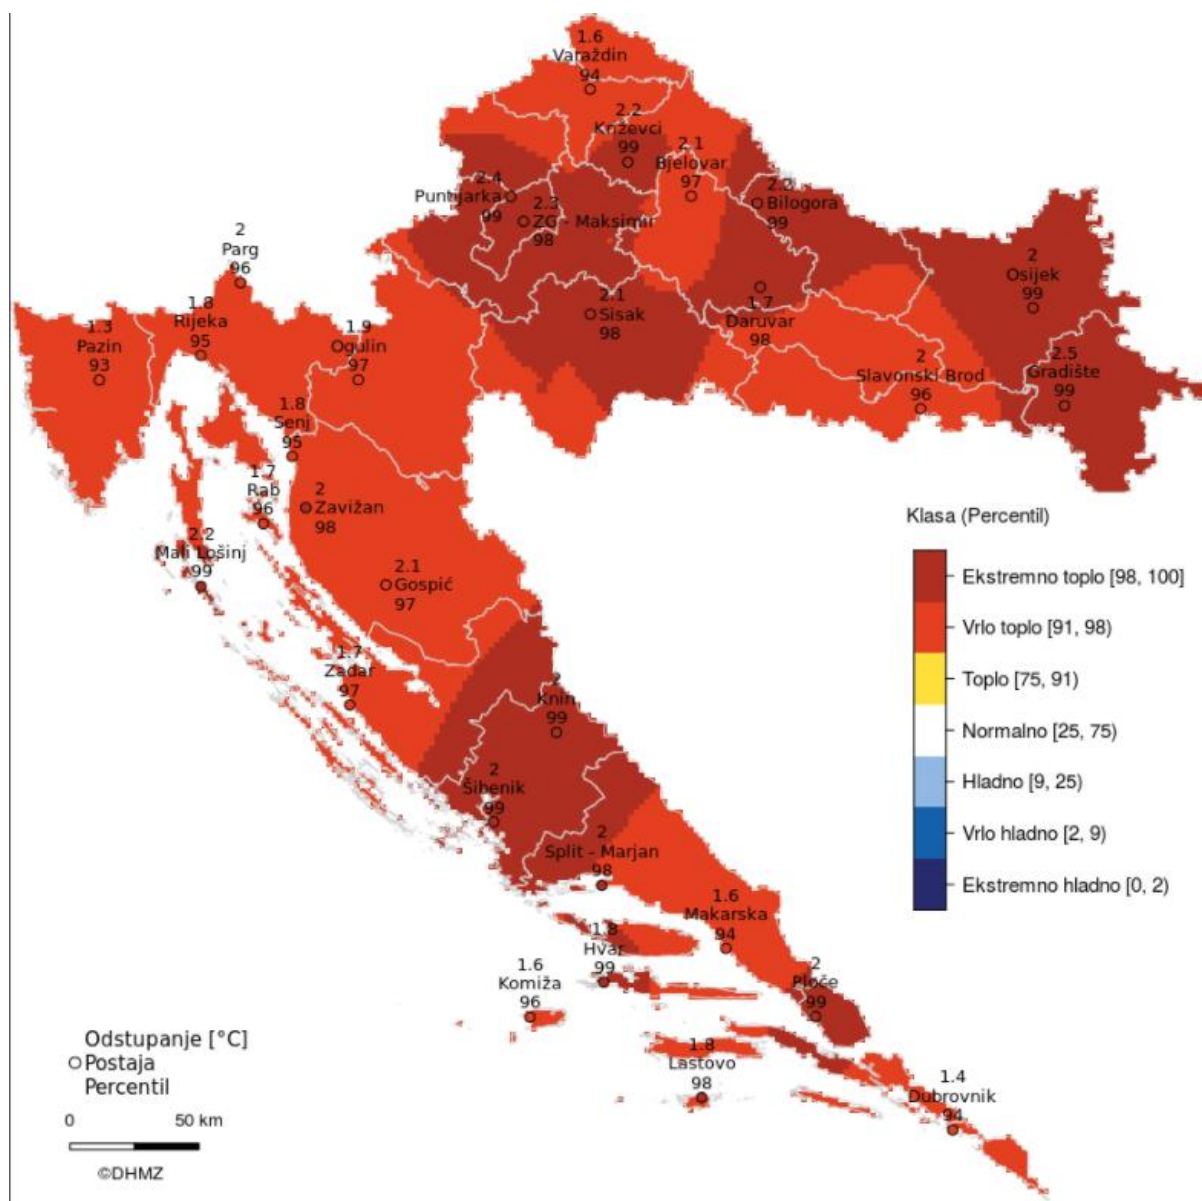 1.6
Varaždin
94
2.2
Križevci
99
2.1
Bjelovar
97
2.4
Puntijarka
99
2.3
ZG - Maksimir
98
2.2
Bilogora
99
2
Parg
96
2
Osijek
99
1.8
Rijeka
95
1.3
Pazin
93
1.9
Ogulin
97
2.1
Sisak
98
1.7
Daruvar
98
2
Slavonski Brod
96
2.5
Gradište
99
1.8
Senj
95
1.7
Rab
96
2
Zavižan
98
2.2
Mali Lošinj
99
2.1
Gospić
97
1.7
Zadar
97
2
Knin
99
2
Šibenik
99
2
Split - Marjan
98
1.6
Makarska
94
1.8
Hvar
99
1.6
Komiža
96
2
Ploče
99
1.8
Lastovo
98
1.4
Dubrovnik
94
Klasa (Percentil)
Ekstremno toplo [98, 100]
Vrlo toplo [91, 98)
Toplo [75, 91)
Normalno [25, 75)
Hladno [9, 25)
Vrlo hladno [2, 9)
Ekstremno hladno [0, 2)
Odstupanje [°C]
Postaja
Percentil
0 50 km
©DHMZ